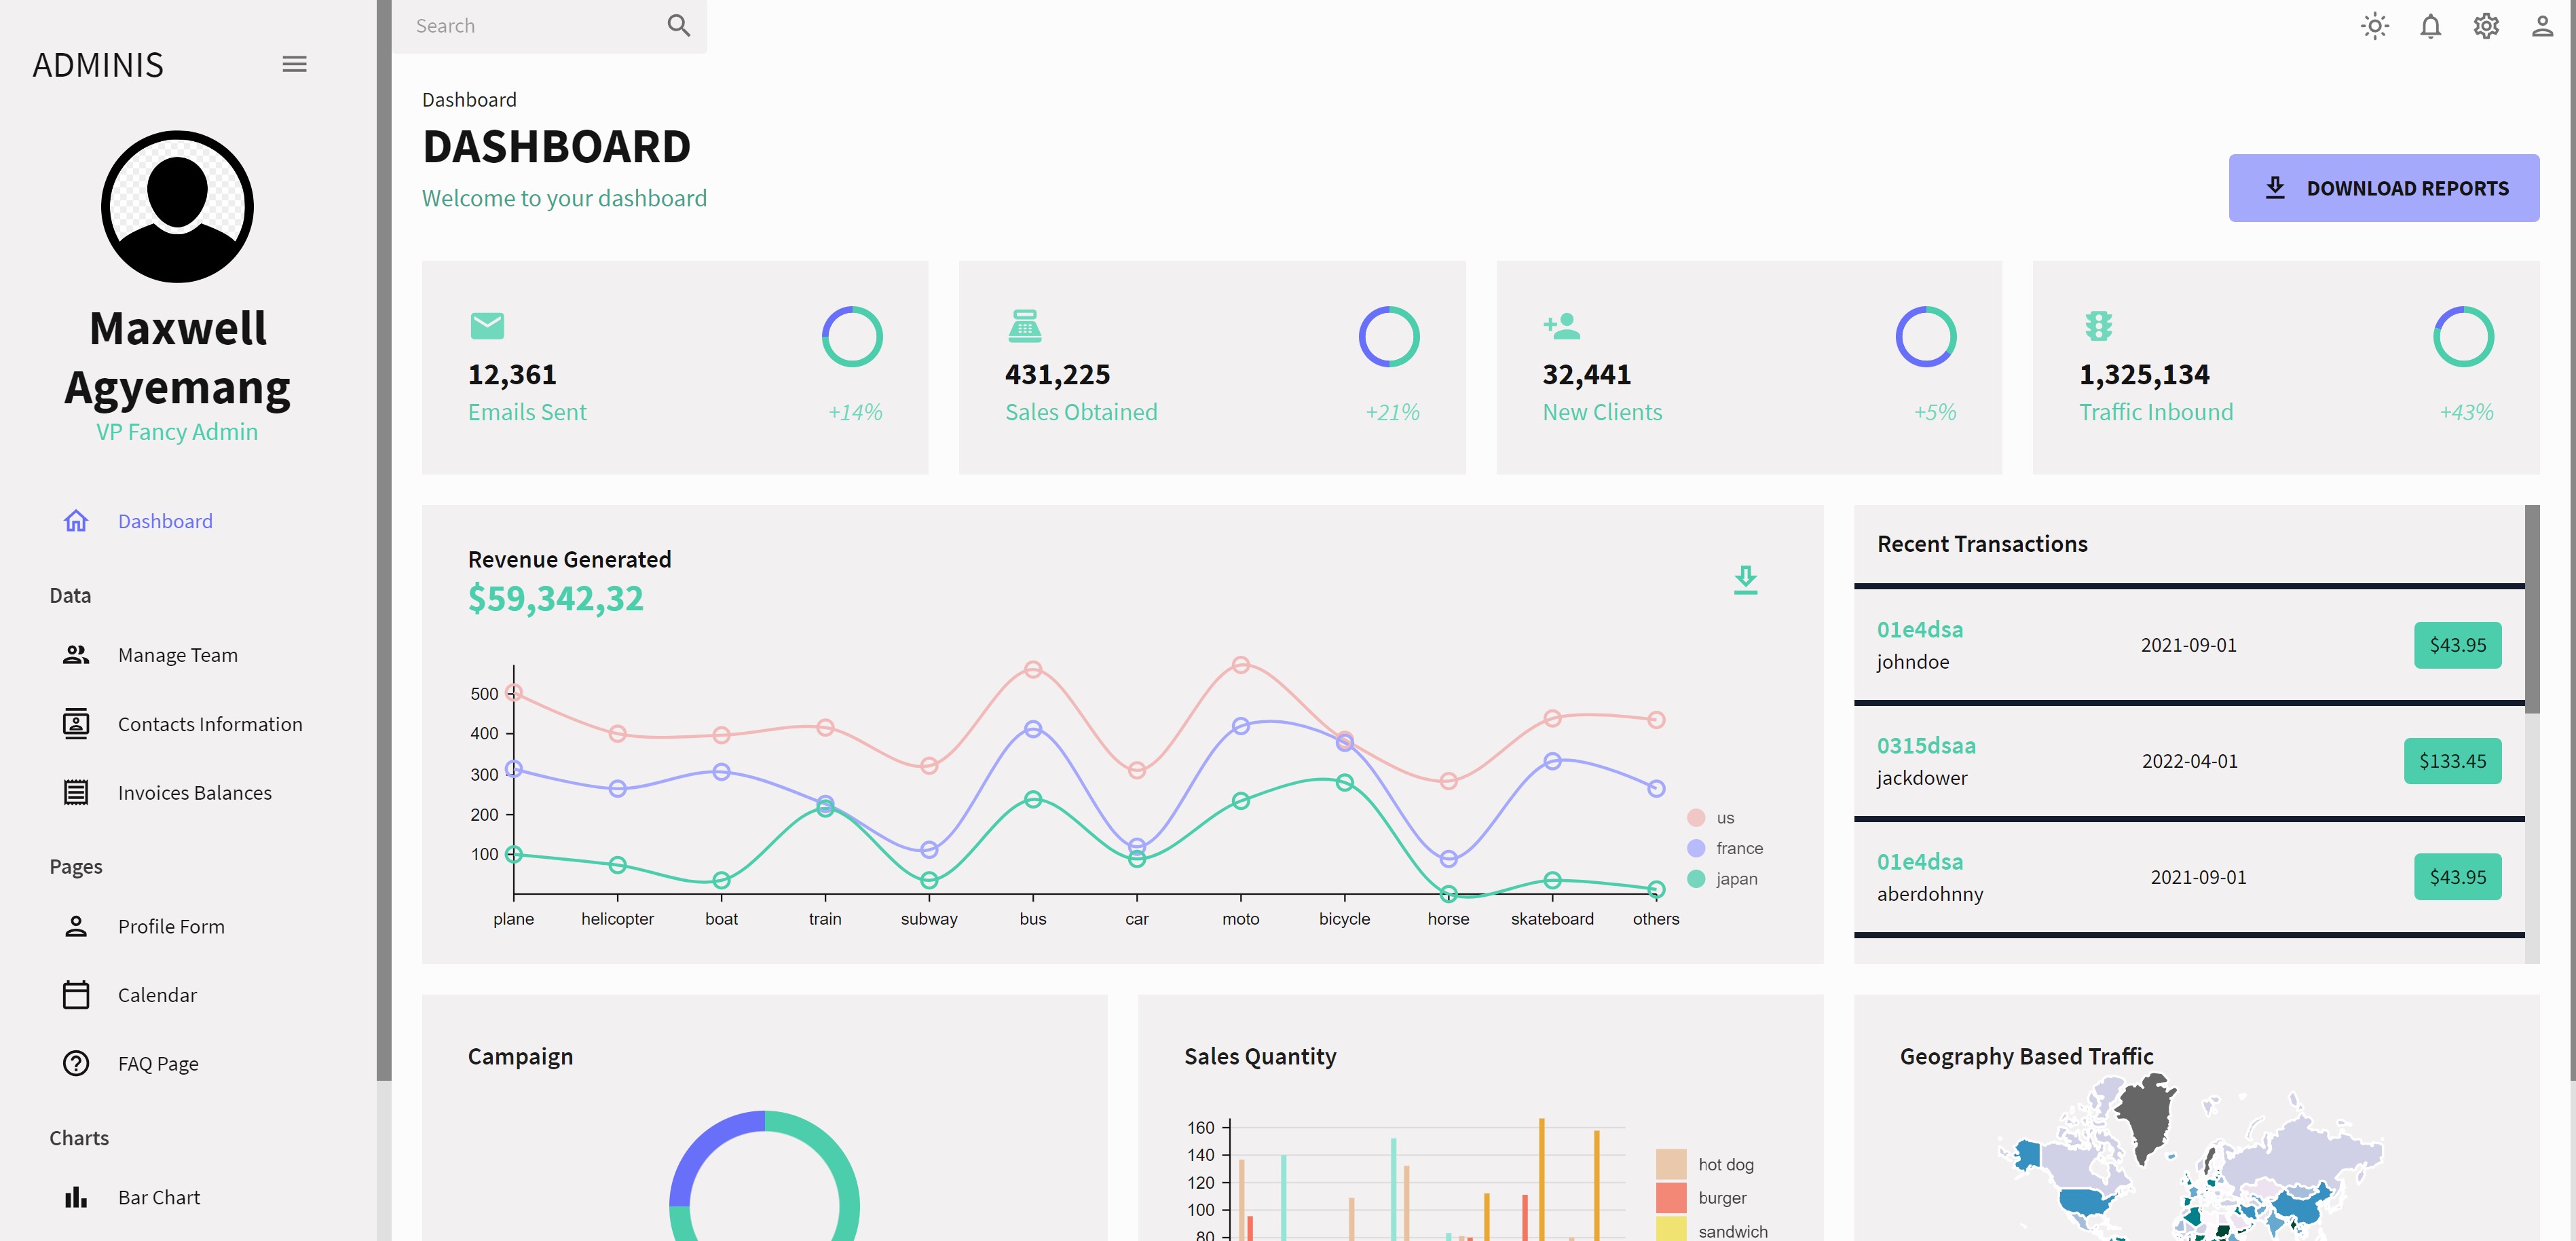 ADMINIS
Maxwell
Agyemang
VP Fancy Admin
Dashboard
Data
Manage Team
Contacts Information
Invoices Balances
Pages
Profile Form
Calendar
FAQ Page
Charts
Bar Chart
Search
Dashboard
DASHBOARD
Welcome to your dashboard
DOWNLOAD REPORTS
12,361
Emails Sent +14%
431,225
Sales Obtained +21%
32,441
New Clients +5%
1,325,134
Traffic Inbound +43%
Revenue Generated
$59,342,32
500
400
300
200
100
plane helicopter boat train subway bus car moto bicycle horse skateboard others
us
france
japan
Recent Transactions
01e4dsa
johndoe
2021-09-01
$43.95
0315dsaa
jackdower
2022-04-01
$133.45
01e4dsa
aberdohnny
2021-09-01
$43.95
Campaign
Sales Quantity
160
140
120
100
80
hot dog
burger
sandwich
Geography Based Traffic